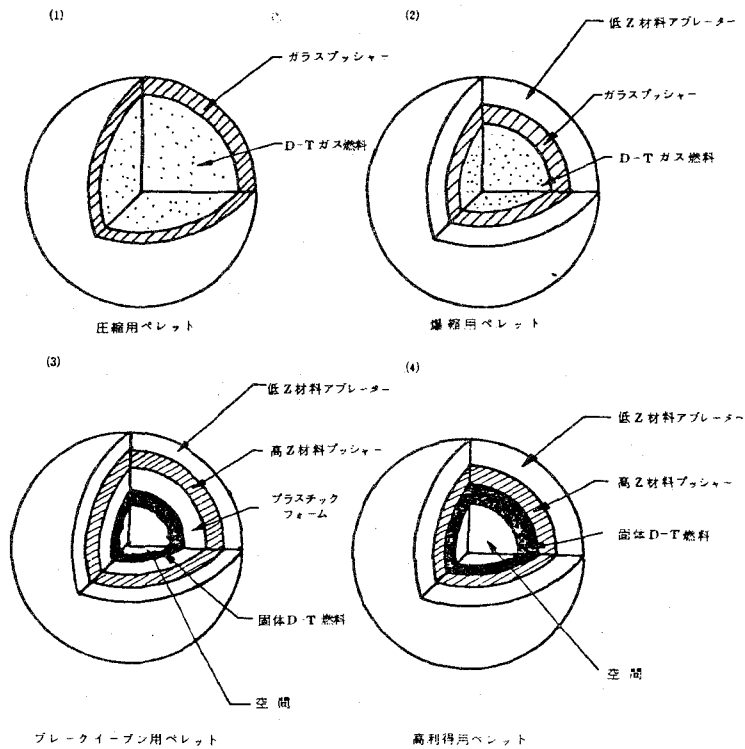 (1)
ガラスプッシャー
D-Tガス燃料
圧縮用ペレット
(2)
低Z材料アブレーター
ガラスプッシャー
D-Tガス燃料
爆縮用ペレット
(3)
低Z材料アブレーター
高Z材料プッシャー
プラスチック
フォーム
固体D-T燃料
空間
ブレークイーブン用ペレット
(4)
低Z材料アブレーター
高Z材料プッシャー
固体D-T燃料
空間
高利得用ペレット